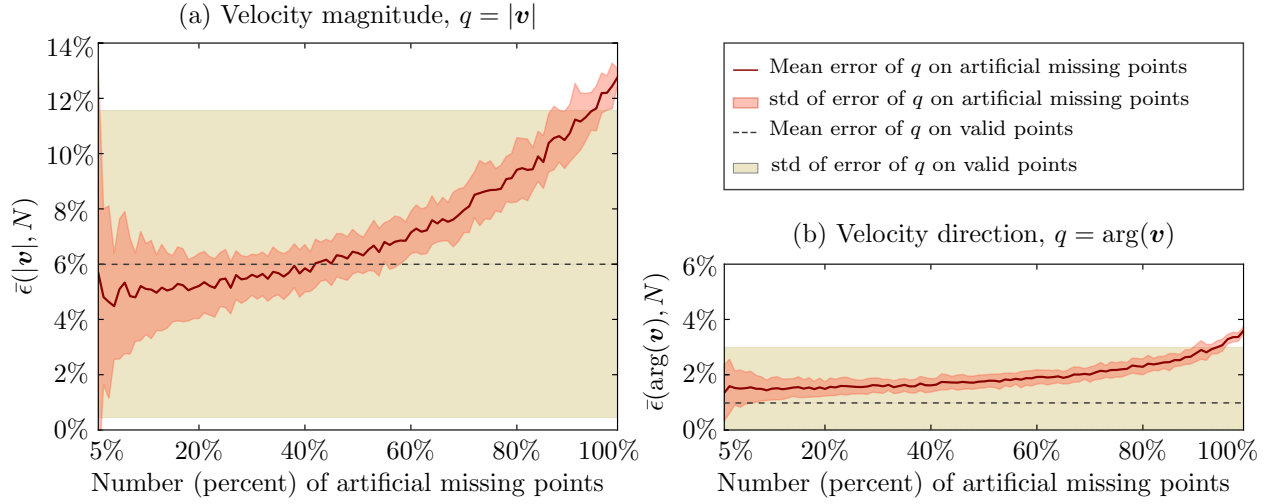 (a) Velocity magnitude, q = |v|
14%
12%
10%
8%
6%
4%
2%
0%
ϵ̄(|v|, N)
5% 20% 40% 60% 80% 100%
Number (percent) of artificial missing points
Mean error of q on artificial missing points
std of error of q on artificial missing points
Mean error of q on valid points
std of error of q on valid points
(b) Velocity direction, q = arg(v)
6%
4%
2%
0%
ϵ̄(arg(v), N)
5% 20% 40% 60% 80% 100%
Number (percent) of artificial missing points